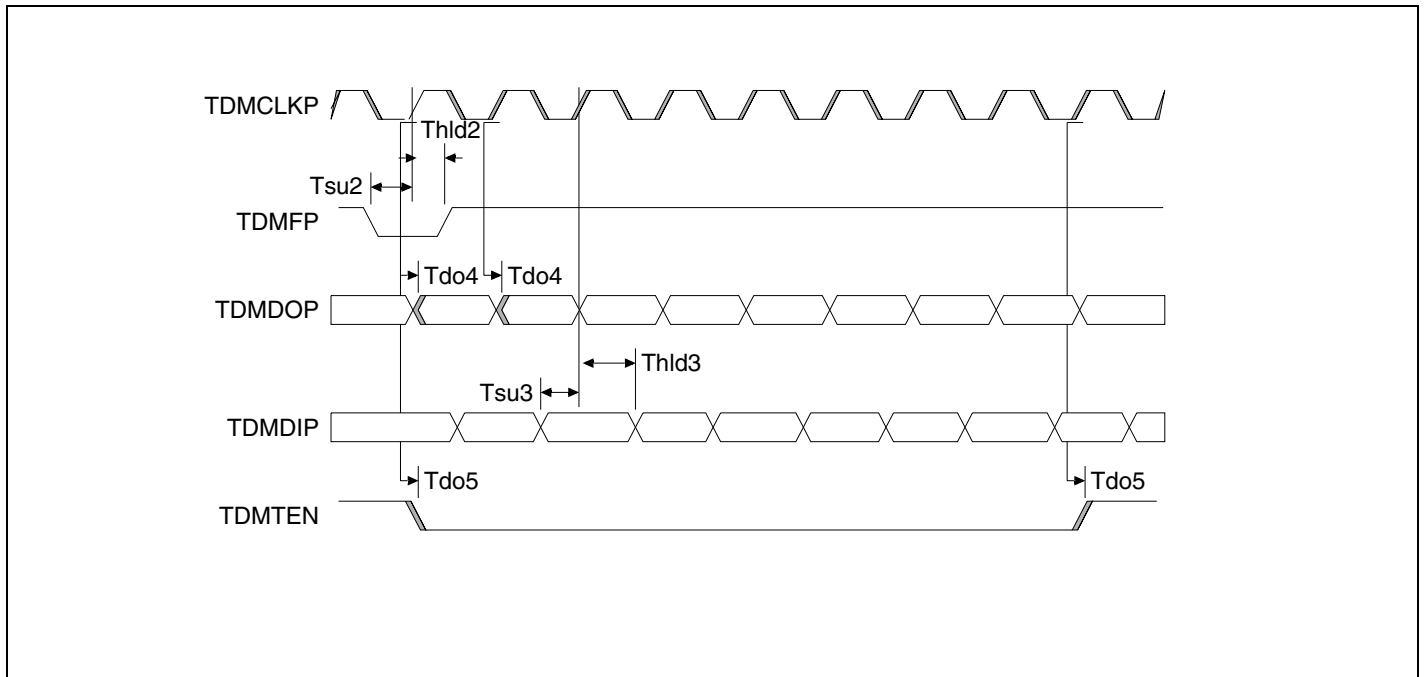 TDMCLKP
Thld2
Tsu2
TDMFP
Tdo4 Tdo4
TDMDOP
Thld3
Tsu3
TDMDIP
Tdo5 Tdo5
TDMTEN